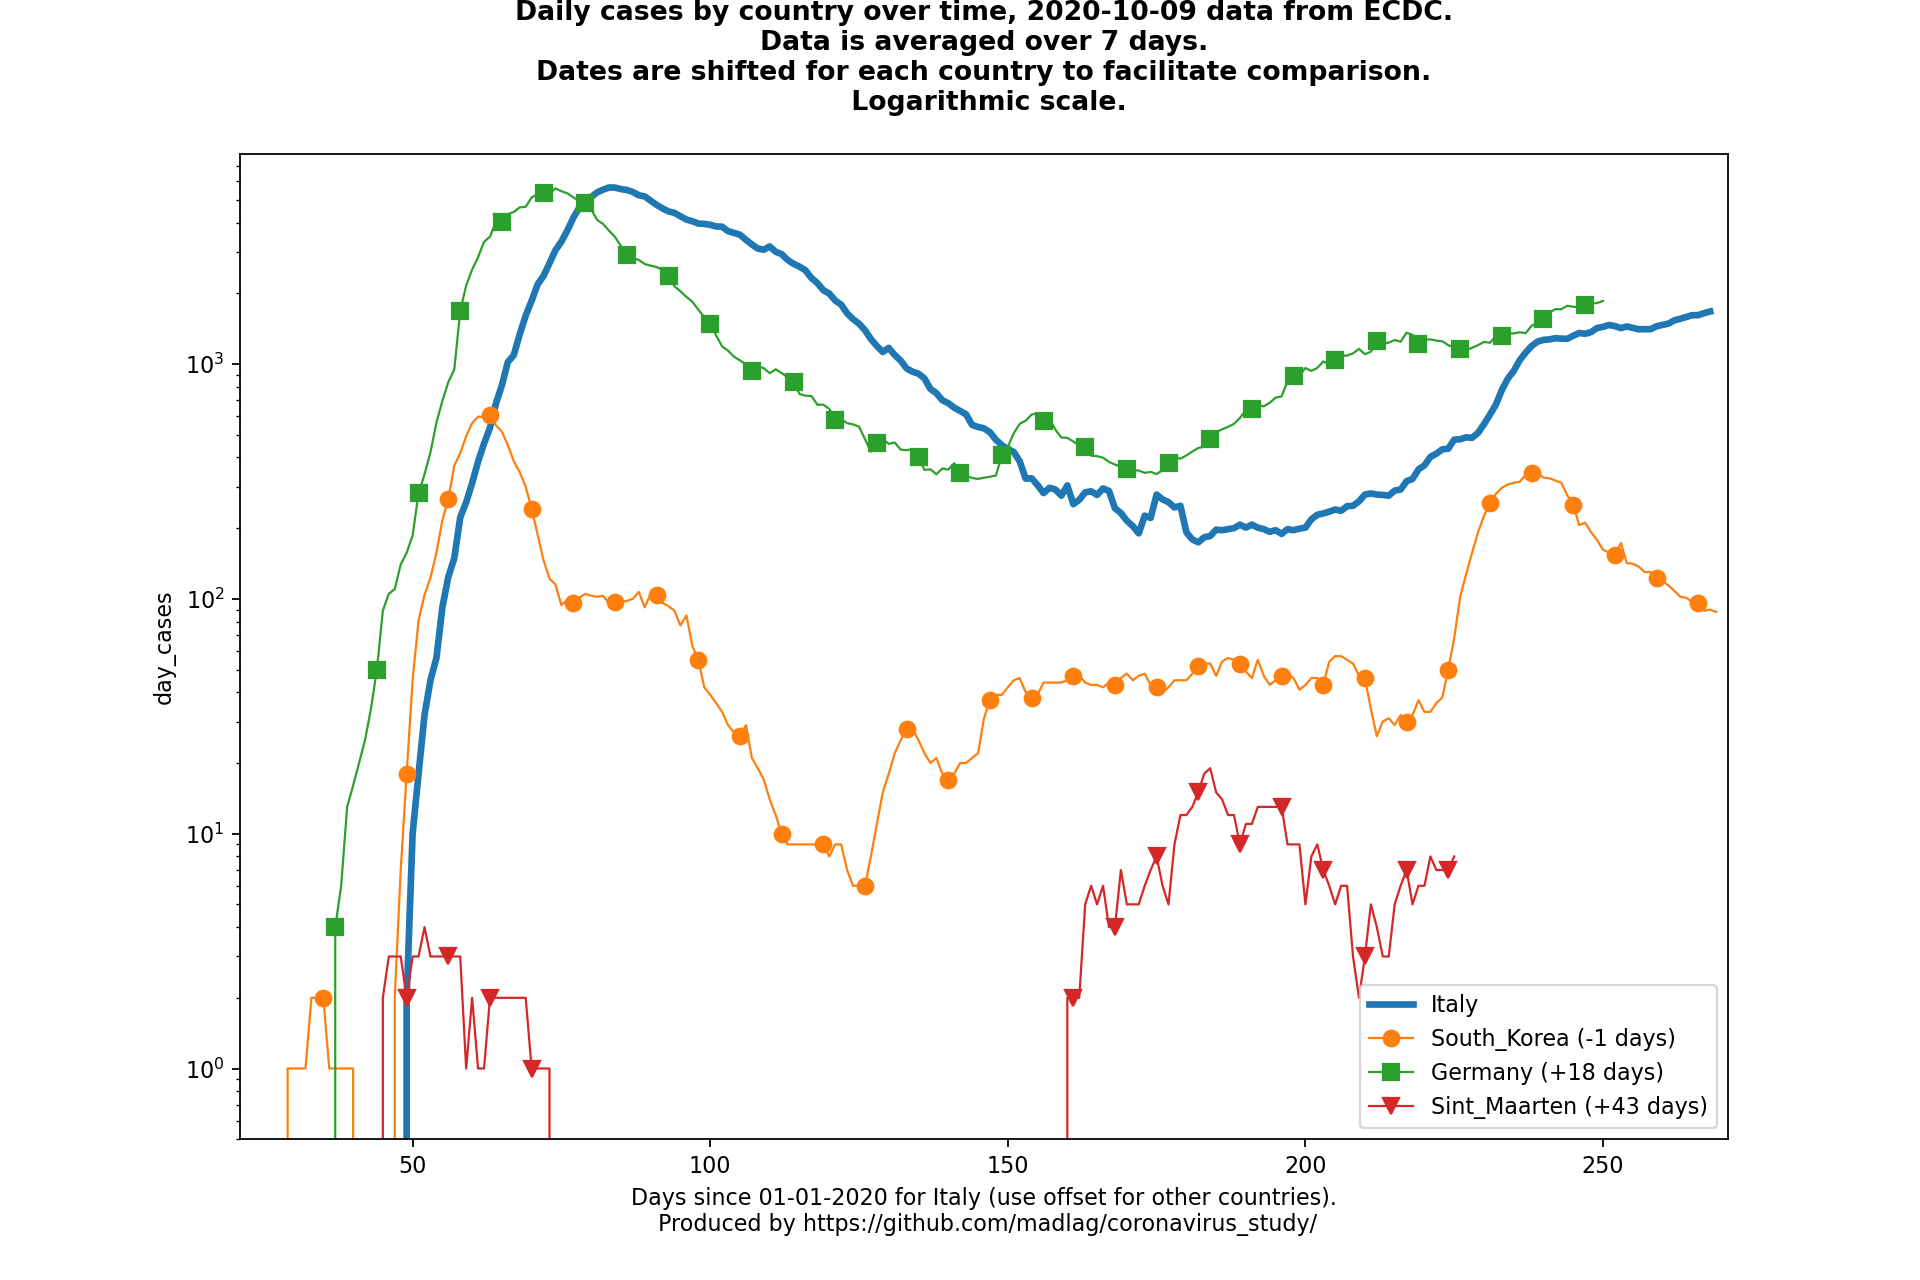 Daily cases by country over time, 2020-10-09 data from ECDC.
Data is averaged over 7 days.
Dates are shifted for each country to facilitate comparison.
Logarithmic scale.
10³
10²
10¹
10⁰
day_cases
50 100 150 200 250
Italy
South_Korea (-1 days)
Germany (+18 days)
Sint_Maarten (+43 days)
Days since 01-01-2020 for Italy (use offset for other countries).
Produced by https://github.com/madlag/coronavirus_study/